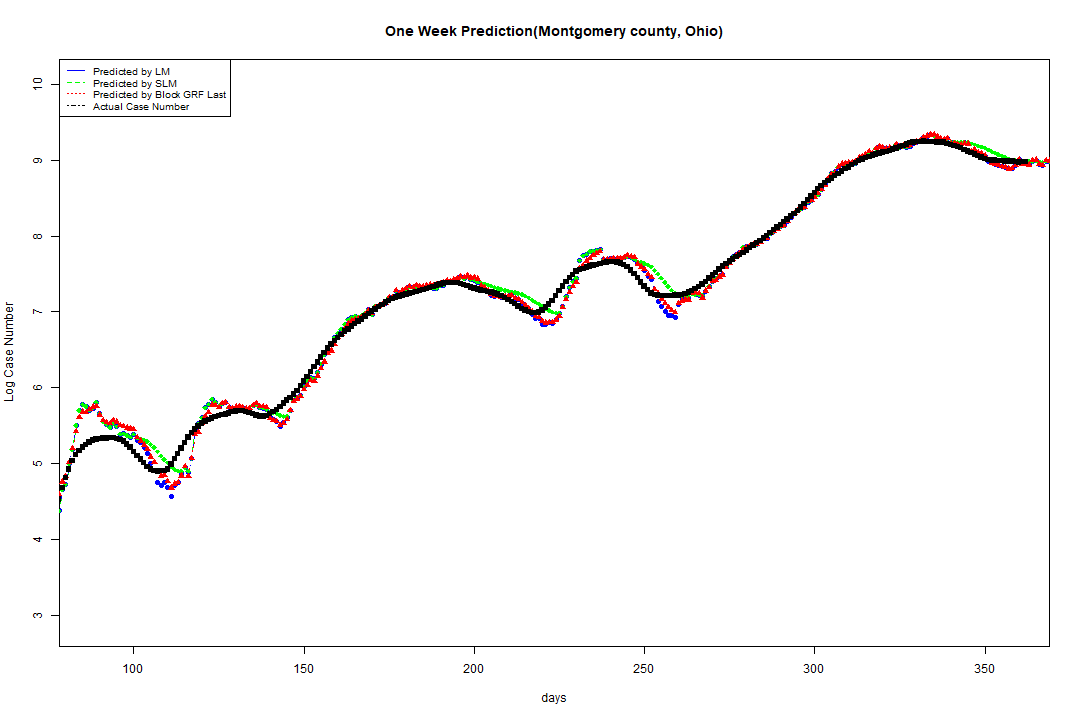 One Week Prediction(Montgomery county, Ohio)
Predicted by LM
Predicted by SLM
Predicted by Block GRF Last
Actual Case Number
10
9
8
7
6
5
4
3
Log Case Number
100 150 200 250 300 350
days